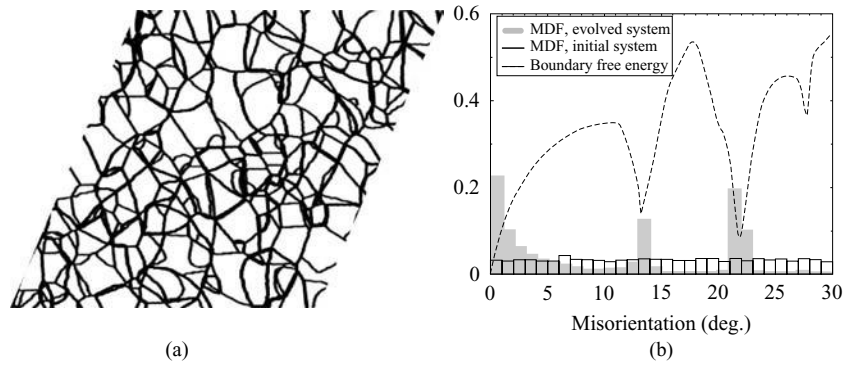 0.6
0.4
0.2
0
MDF, evolved system
MDF, initial system
Boundary free energy
0 5 10 15 20 25 30
Misorientation (deg.)
(a) (b)